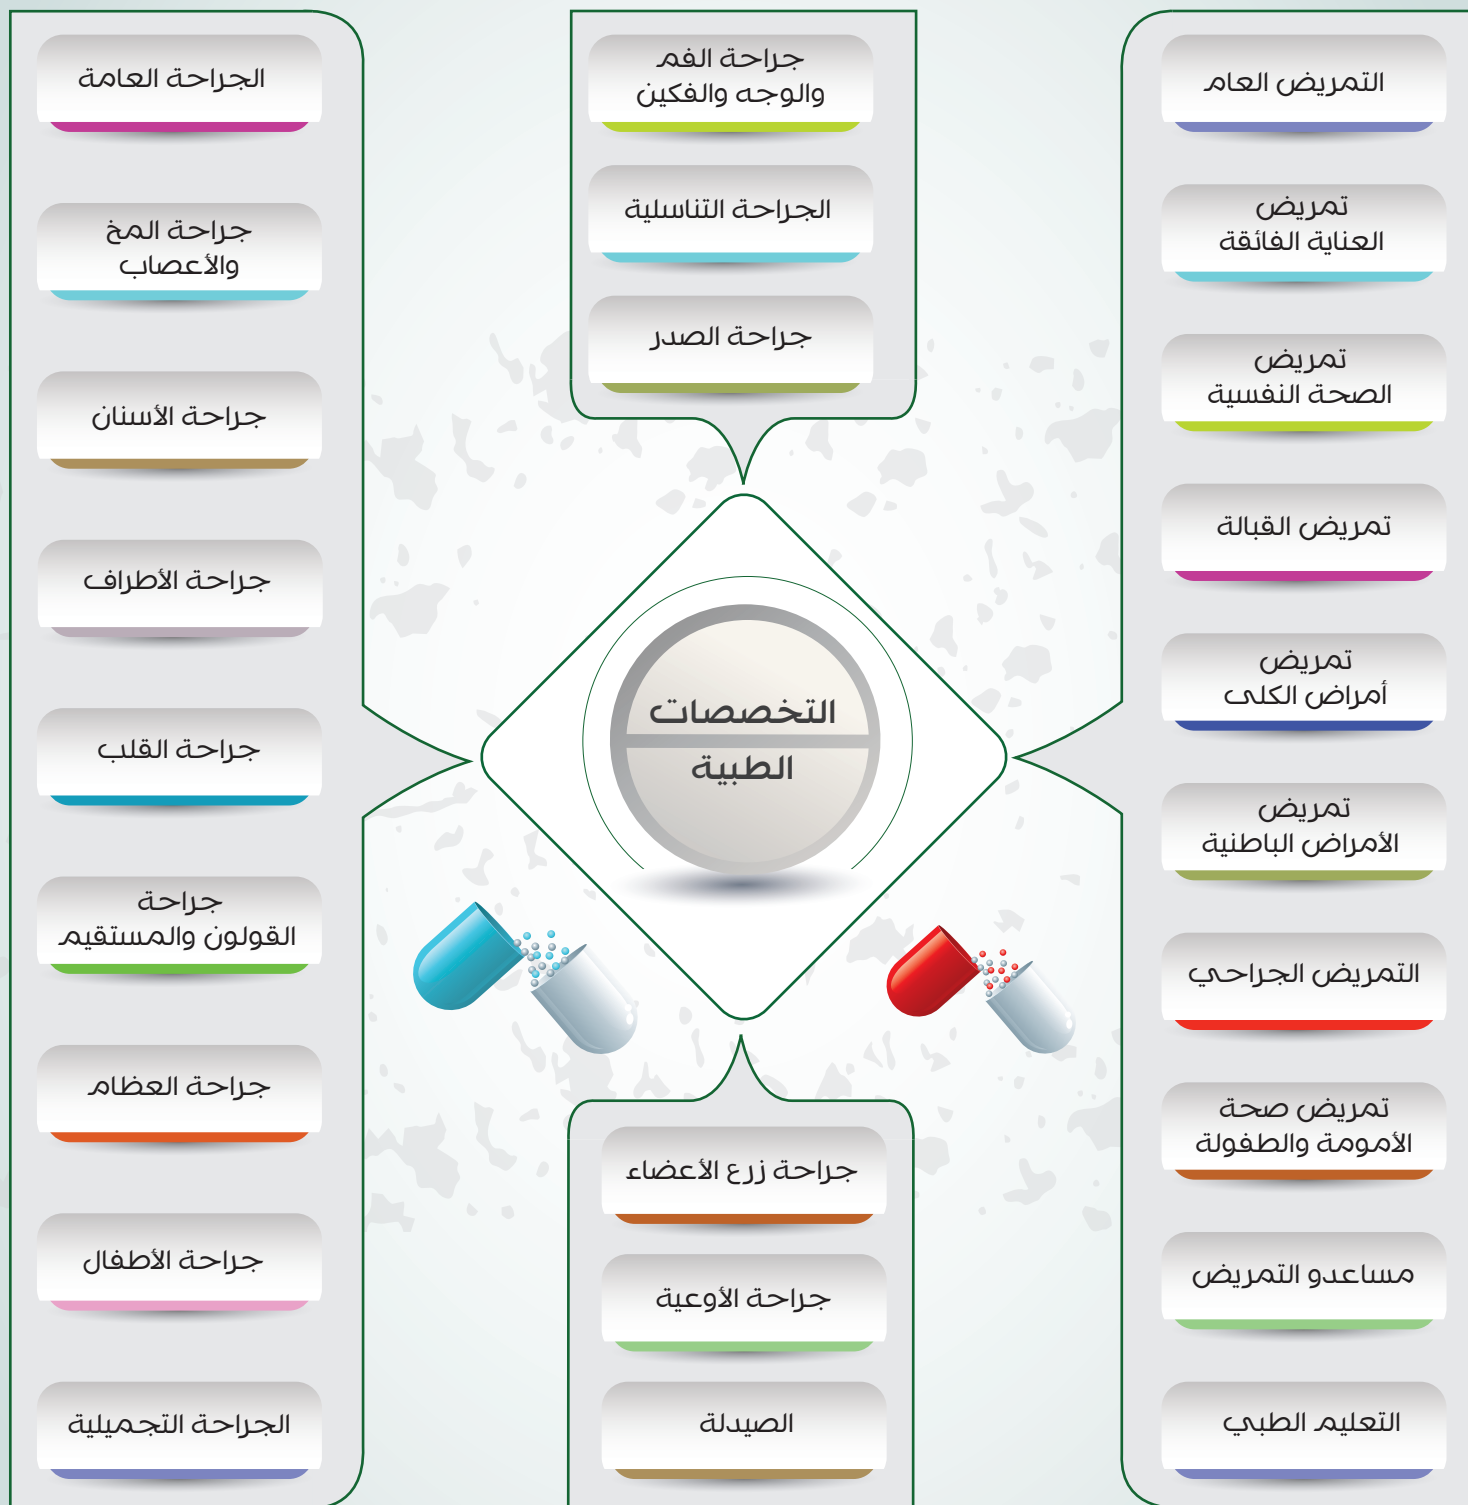 التمريض العام
تمريض
العناية الفائقة
تمريض
الصحة النفسية
تمريض القبالة
تمريض
أمراض الكلى
تمريض
الأمراض الباطنية
التمريض الجراحي
تمريض صحة
الأمومة والطفولة
مساعدو التمريض
التعليم الطبي
جراحة الفم
والوجه والفكين
الجراحة التناسلية
جراحة الصدر
التخصصات
الطبية
جراحة زرع الأعضاء
جراحة الأوعية
الصيدلة
الجراحة العامة
جراحة المخ
والأعصاب
جراحة الأسنان
جراحة الأطراف
جراحة القلب
جراحة
القولون والمستقيم
جراحة العظام
جراحة الأطفال
الجراحة التجميلية